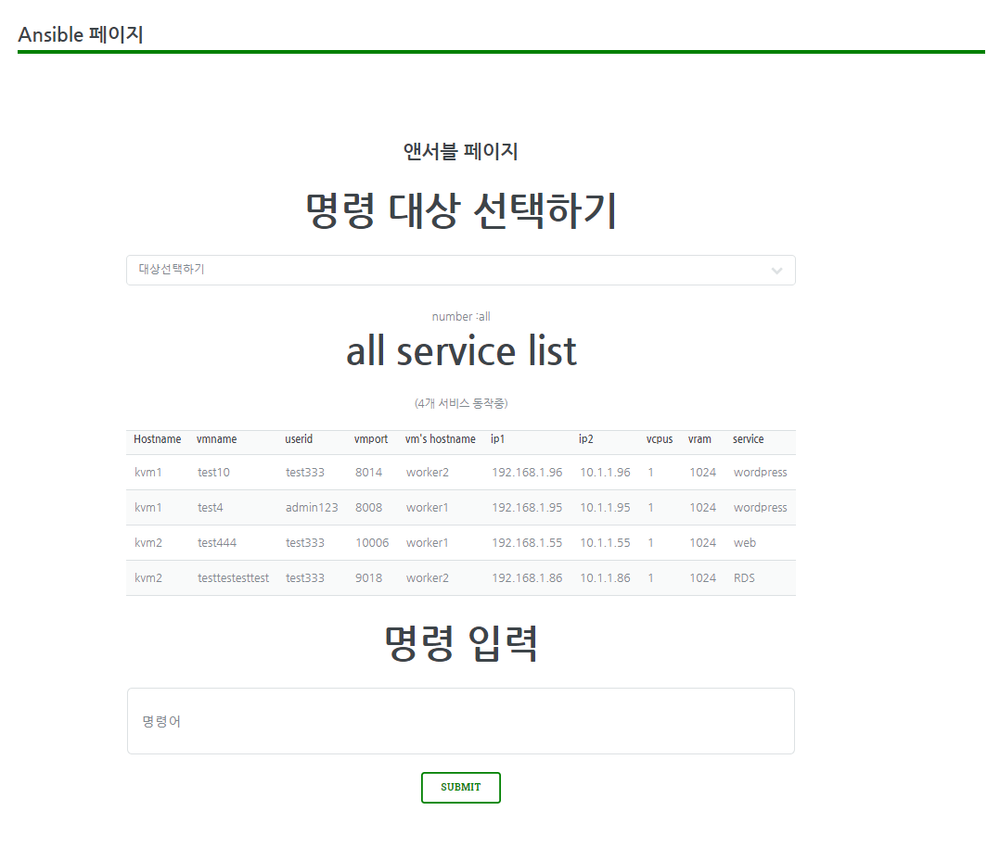 Ansible 페이지
앤서블 페이지
명령 대상 선택하기
대상선택하기
number :all
all service list
(4개 서비스 동작중)
Hostname vmname userid vmport vm's hostname ip1 ip2 vcpus vram service
kvm1 test10 test333 8014 worker2 192.168.1.96 10.1.1.96 1 1024 wordpress
kvm1 test4 admin123 8008 worker1 192.168.1.95 10.1.1.95 1 1024 wordpress
kvm2 test444 test333 10006 worker1 192.168.1.55 10.1.1.55 1 1024 web
kvm2 testtestesttest test333 9018 worker2 192.168.1.86 10.1.1.86 1 1024 RDS
명령 입력
명령어
SUBMIT